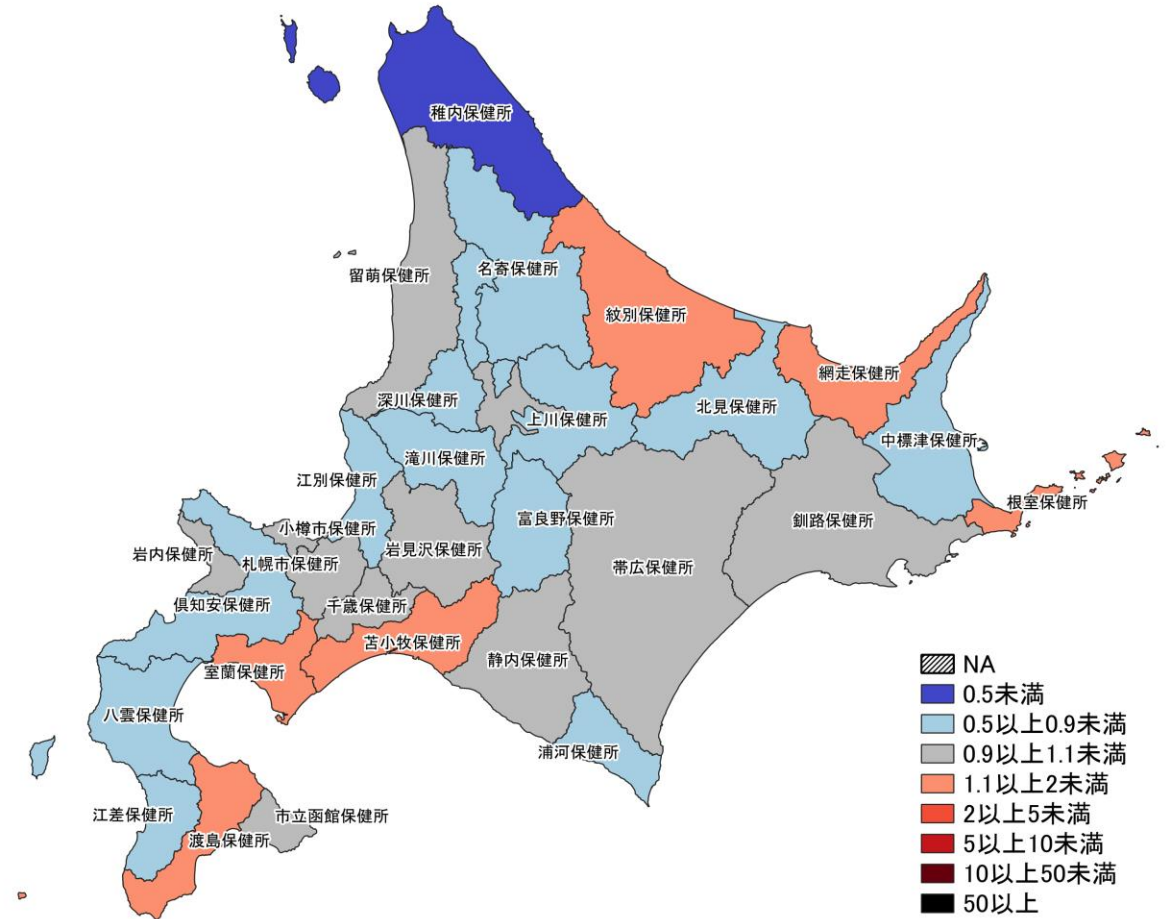 稚内保健所
名寄保健所
留萌保健所
紋別保健所
網走保健所
深川保健所
上川保健所
北見保健所
中標津保健所
滝川保健所
江別保健所
根室保健所
富良野保健所
釧路保健所
小樽市保健所
岩見沢保健所
岩内保健所
札幌市保健所
帯広保健所
倶知安保健所
千歳保健所
苫小牧保健所
静内保健所
室蘭保健所
八雲保健所
浦河保健所
江差保健所
市立函館保健所
渡島保健所
NA
0.5未満
0.5以上0.9未満
0.9以上1.1未満
1.1以上2未満
2以上5未満
5以上10未満
10以上50未満
50以上